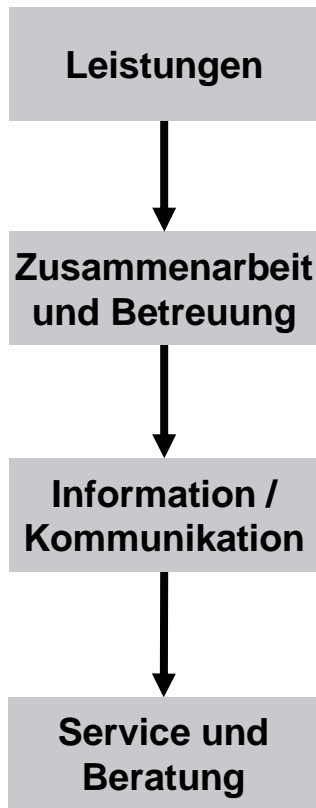 Leistungen
Zusammenarbeit
und Betreuung
Information /
Kommunikation
Service und
Beratung